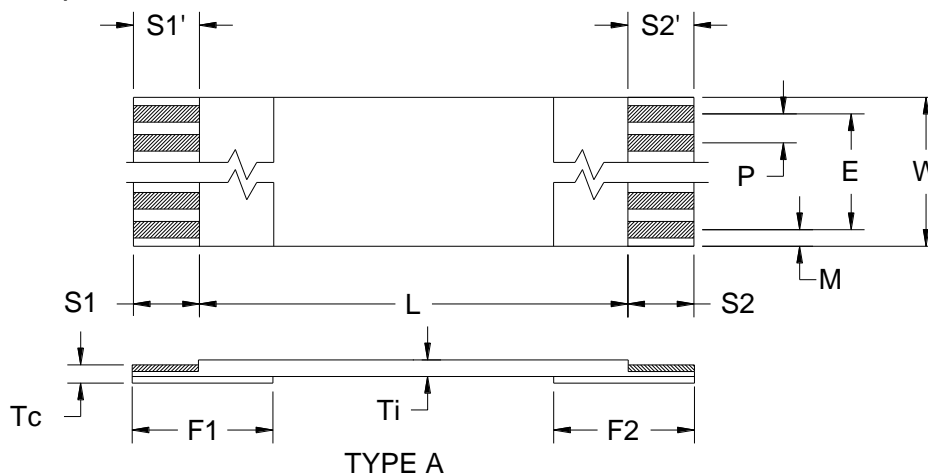 S1' S2'
P E W
M
S1 L S2
Tc Ti
F1 F2
TYPE A